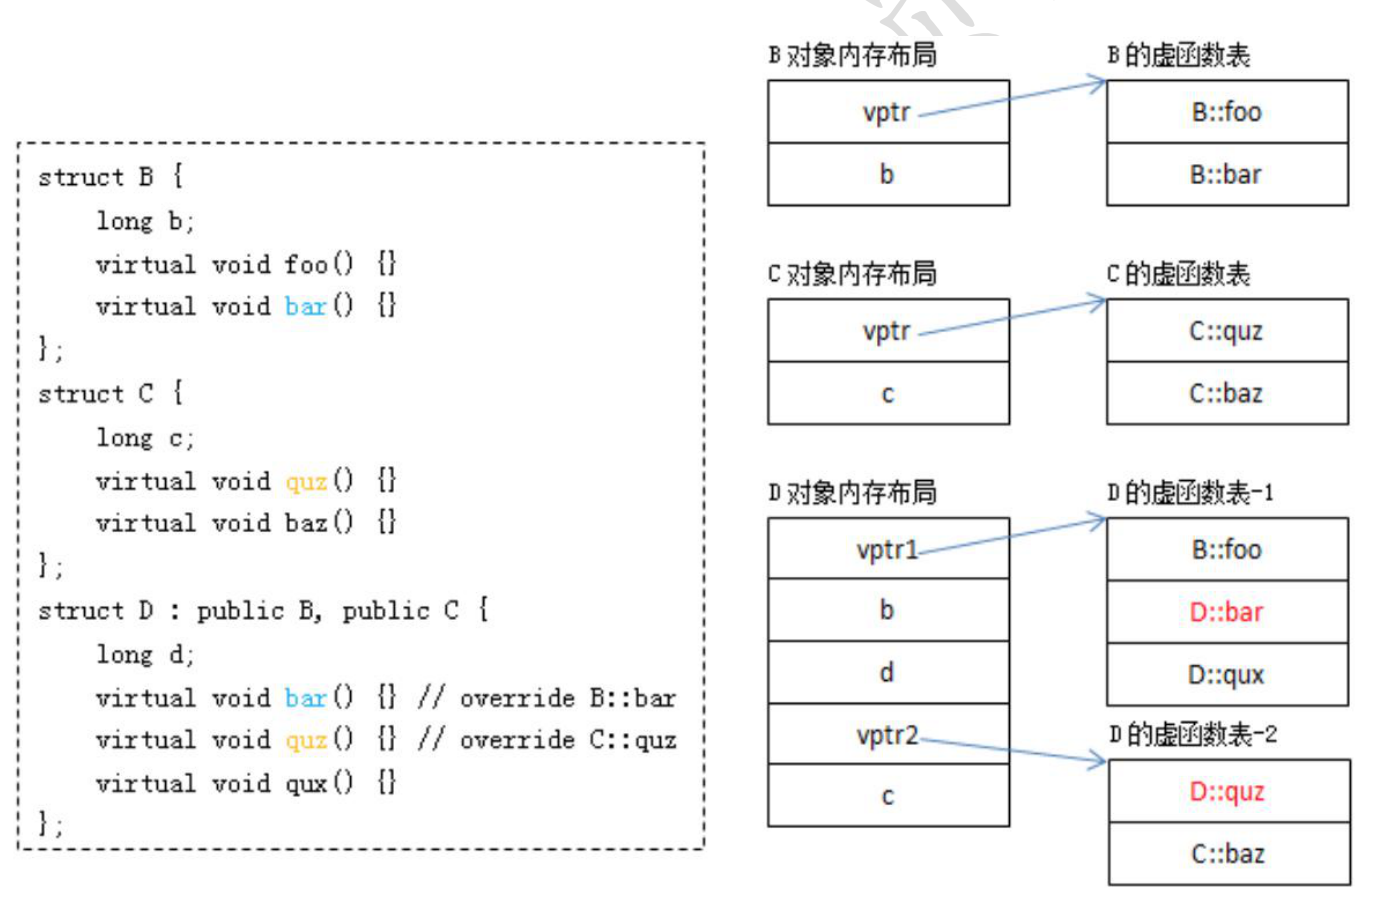 struct B {
long b;
virtual void foo() {}
virtual void bar() {}
};
struct C {
long c;
virtual void quz() {}
virtual void baz() {}
};
struct D : public B, public C {
long d;
virtual void bar() {} // override B::bar
virtual void quz() {} // override C::quz
virtual void qux() {}
};
B 对象内存布局
vptr
b
B 的虚函数表
B::foo
B::bar
C 对象内存布局
vptr
c
C 的虚函数表
C::quz
C::baz
D 对象内存布局
vptr1
b
d
vptr2
c
D 的虚函数表-1
B::foo
D::bar
D::qux
D 的虚函数表-2
D::quz
C::baz